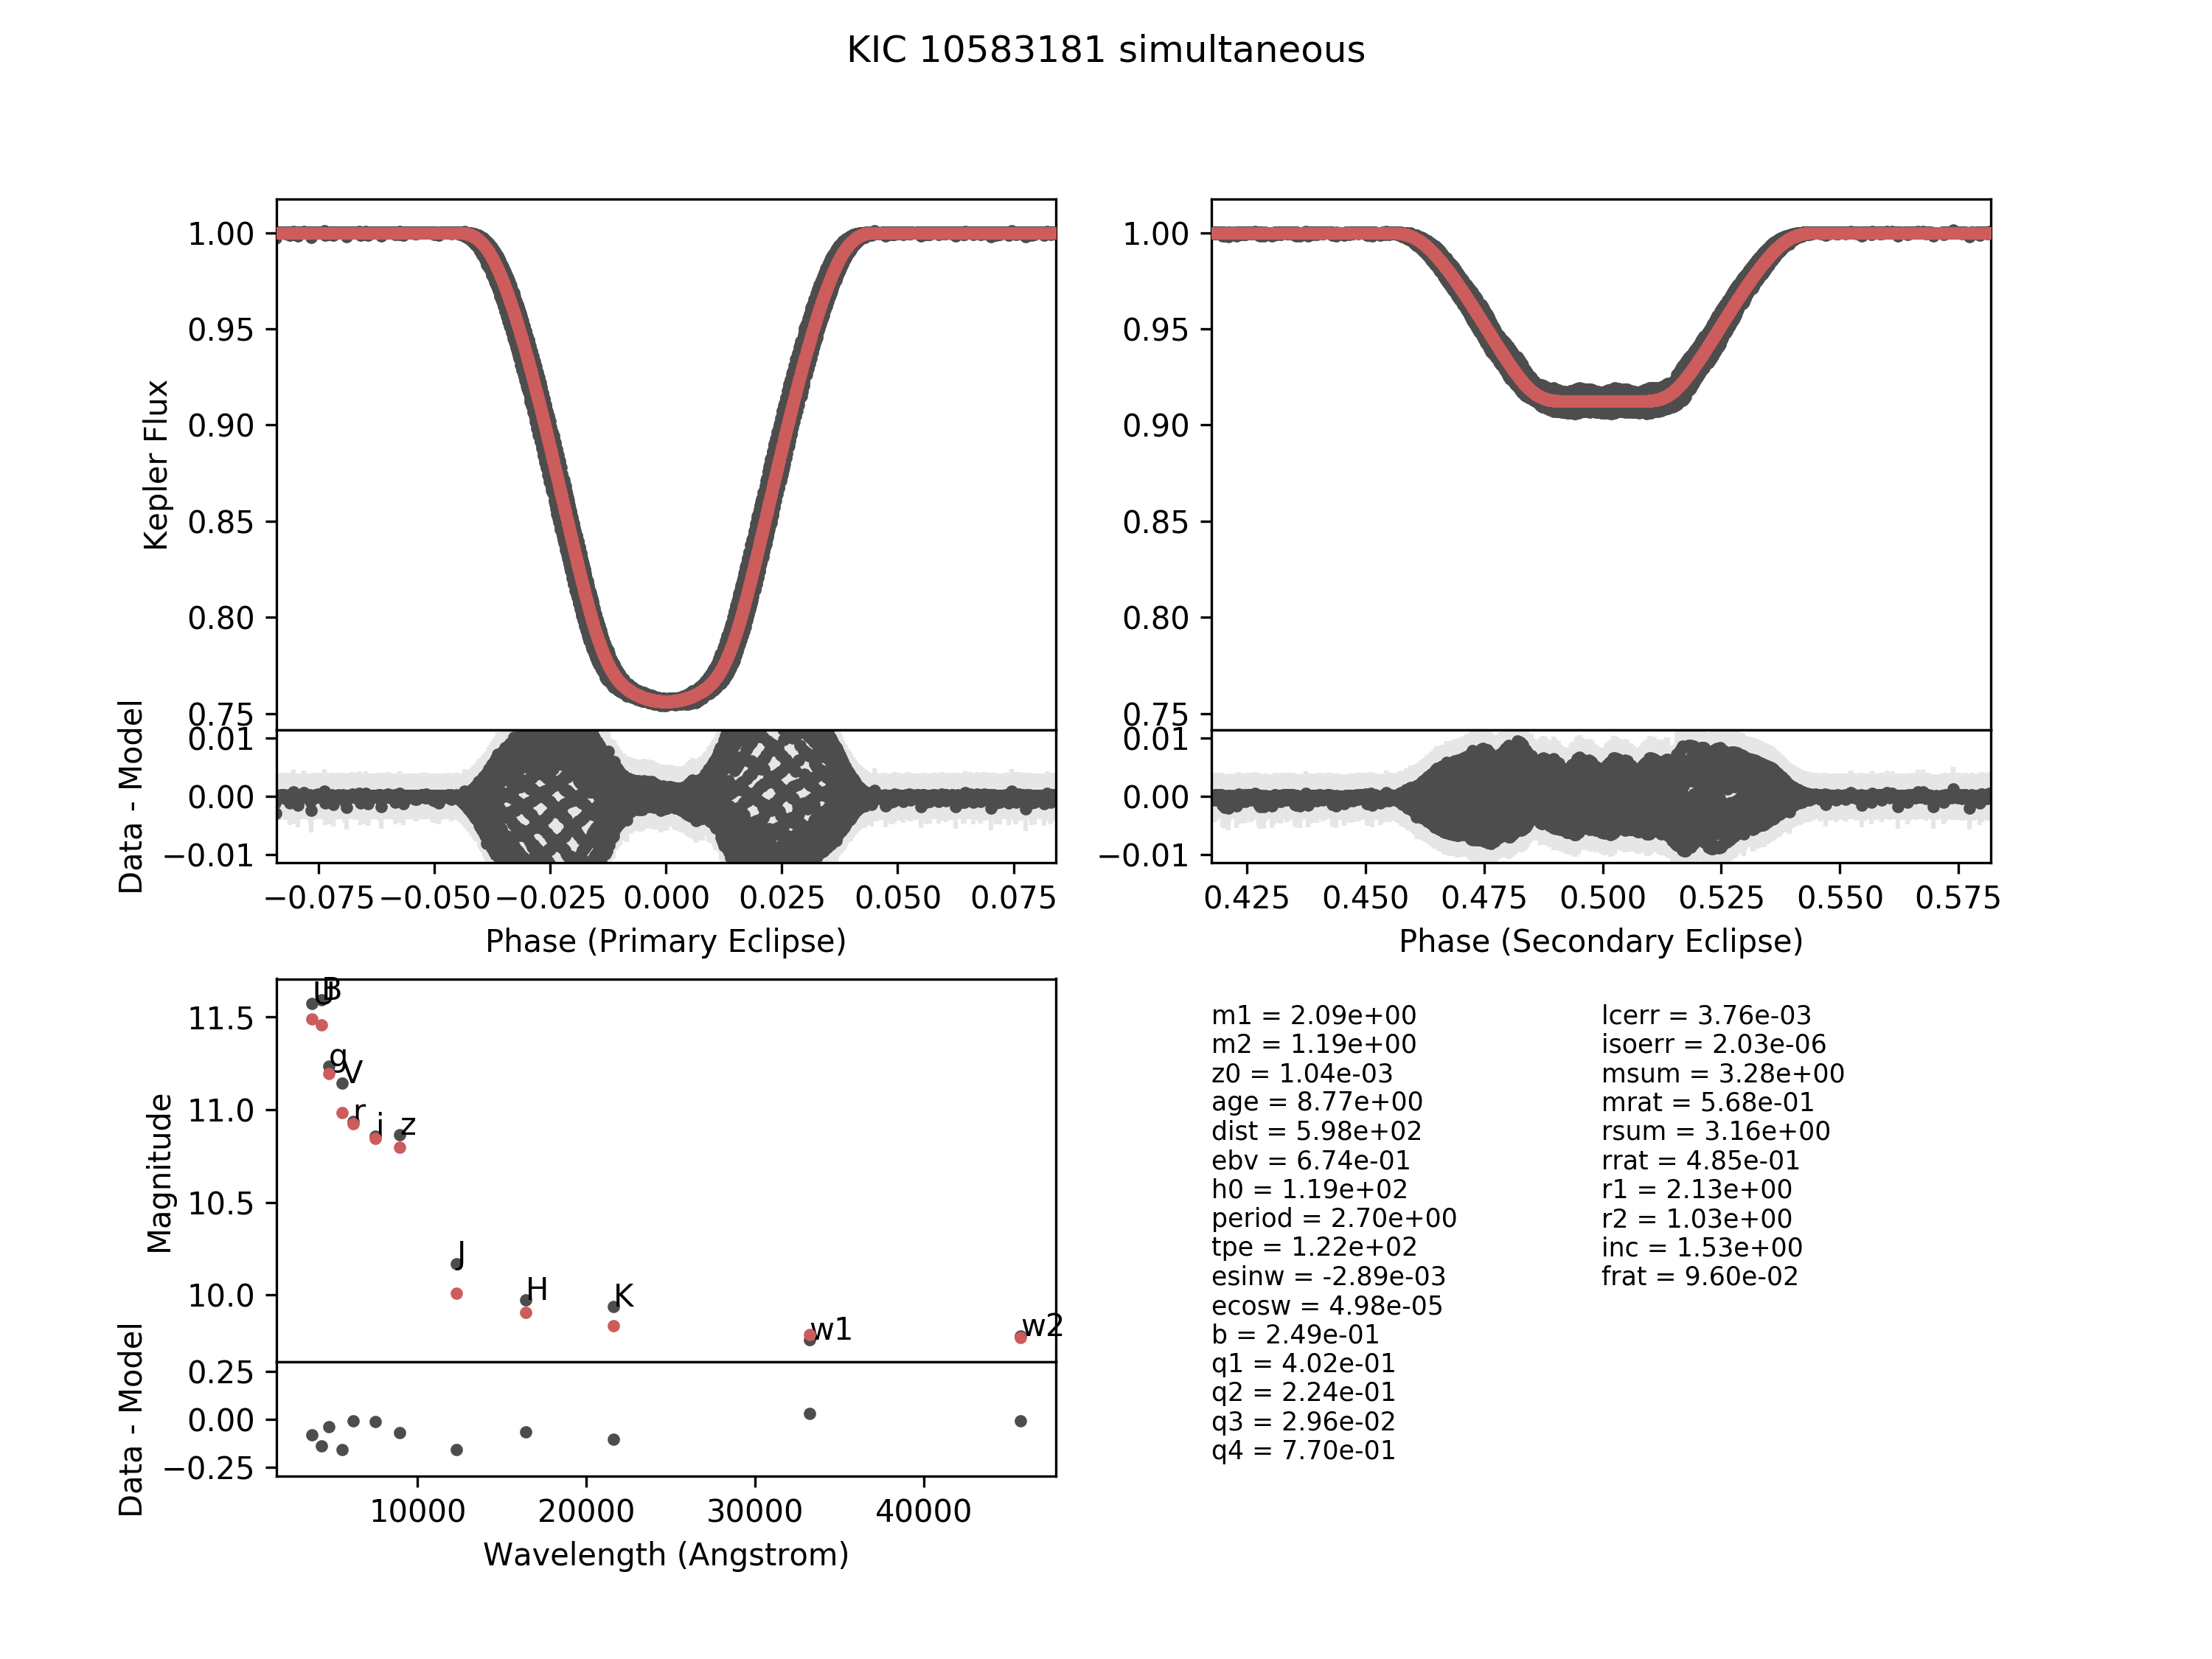 KIC 10583181 simultaneous
1.00
0.95
0.90
0.85
0.80
0.75
Kepler Flux
1.00
0.95
0.90
0.85
0.80
0.75
0.01
0.00
−0.01
Data - Model
0.01
0.00
−0.01
−0.075 −0.050 −0.025 0.000 0.025 0.050 0.075
Phase (Primary Eclipse)
0.425 0.450 0.475 0.500 0.525 0.550 0.575
Phase (Secondary Eclipse)
11.5
11.0
10.5
10.0
Magnitude
U B
g
V
r
i
z
J
H
K
w1
w2
0.25
0.00
−0.25
Data - Model
10000 20000 30000 40000
Wavelength (Angstrom)
m1 = 2.09e+00
m2 = 1.19e+00
z0 = 1.04e-03
age = 8.77e+00
dist = 5.98e+02
ebv = 6.74e-01
h0 = 1.19e+02
period = 2.70e+00
tpe = 1.22e+02
esinw = -2.89e-03
ecosw = 4.98e-05
b = 2.49e-01
q1 = 4.02e-01
q2 = 2.24e-01
q3 = 2.96e-02
q4 = 7.70e-01
lcerr = 3.76e-03
isoerr = 2.03e-06
msum = 3.28e+00
mrat = 5.68e-01
rsum = 3.16e+00
rrat = 4.85e-01
r1 = 2.13e+00
r2 = 1.03e+00
inc = 1.53e+00
frat = 9.60e-02